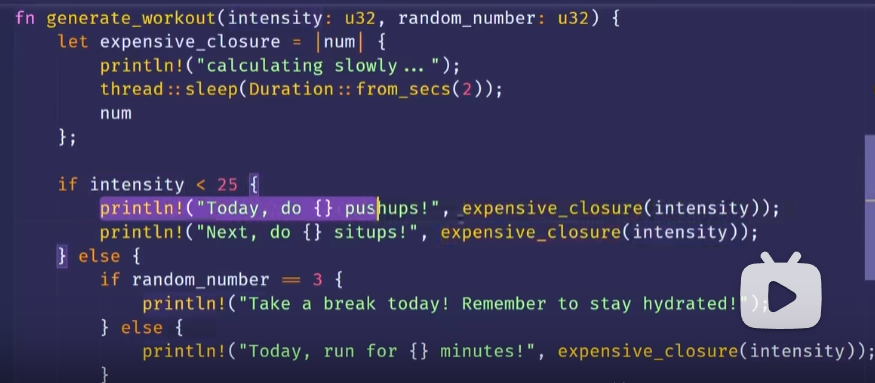 fn generate_workout(intensity: u32, random_number: u32) {
    let expensive_closure = |num| {
        println!("calculating slowly...");
        thread::sleep(Duration::from_secs(2));
        num
    };
    if intensity < 25 {
        println!("Today, do {} pushups!", expensive_closure(intensity));
        println!("Next, do {} situps!", expensive_closure(intensity));
    } else {
        if random_number == 3 {
            println!("Take a break today! Remember to stay hydrated!");
        } else {
            println!("Today, run for {} minutes!", expensive_closure(intensity));
        }